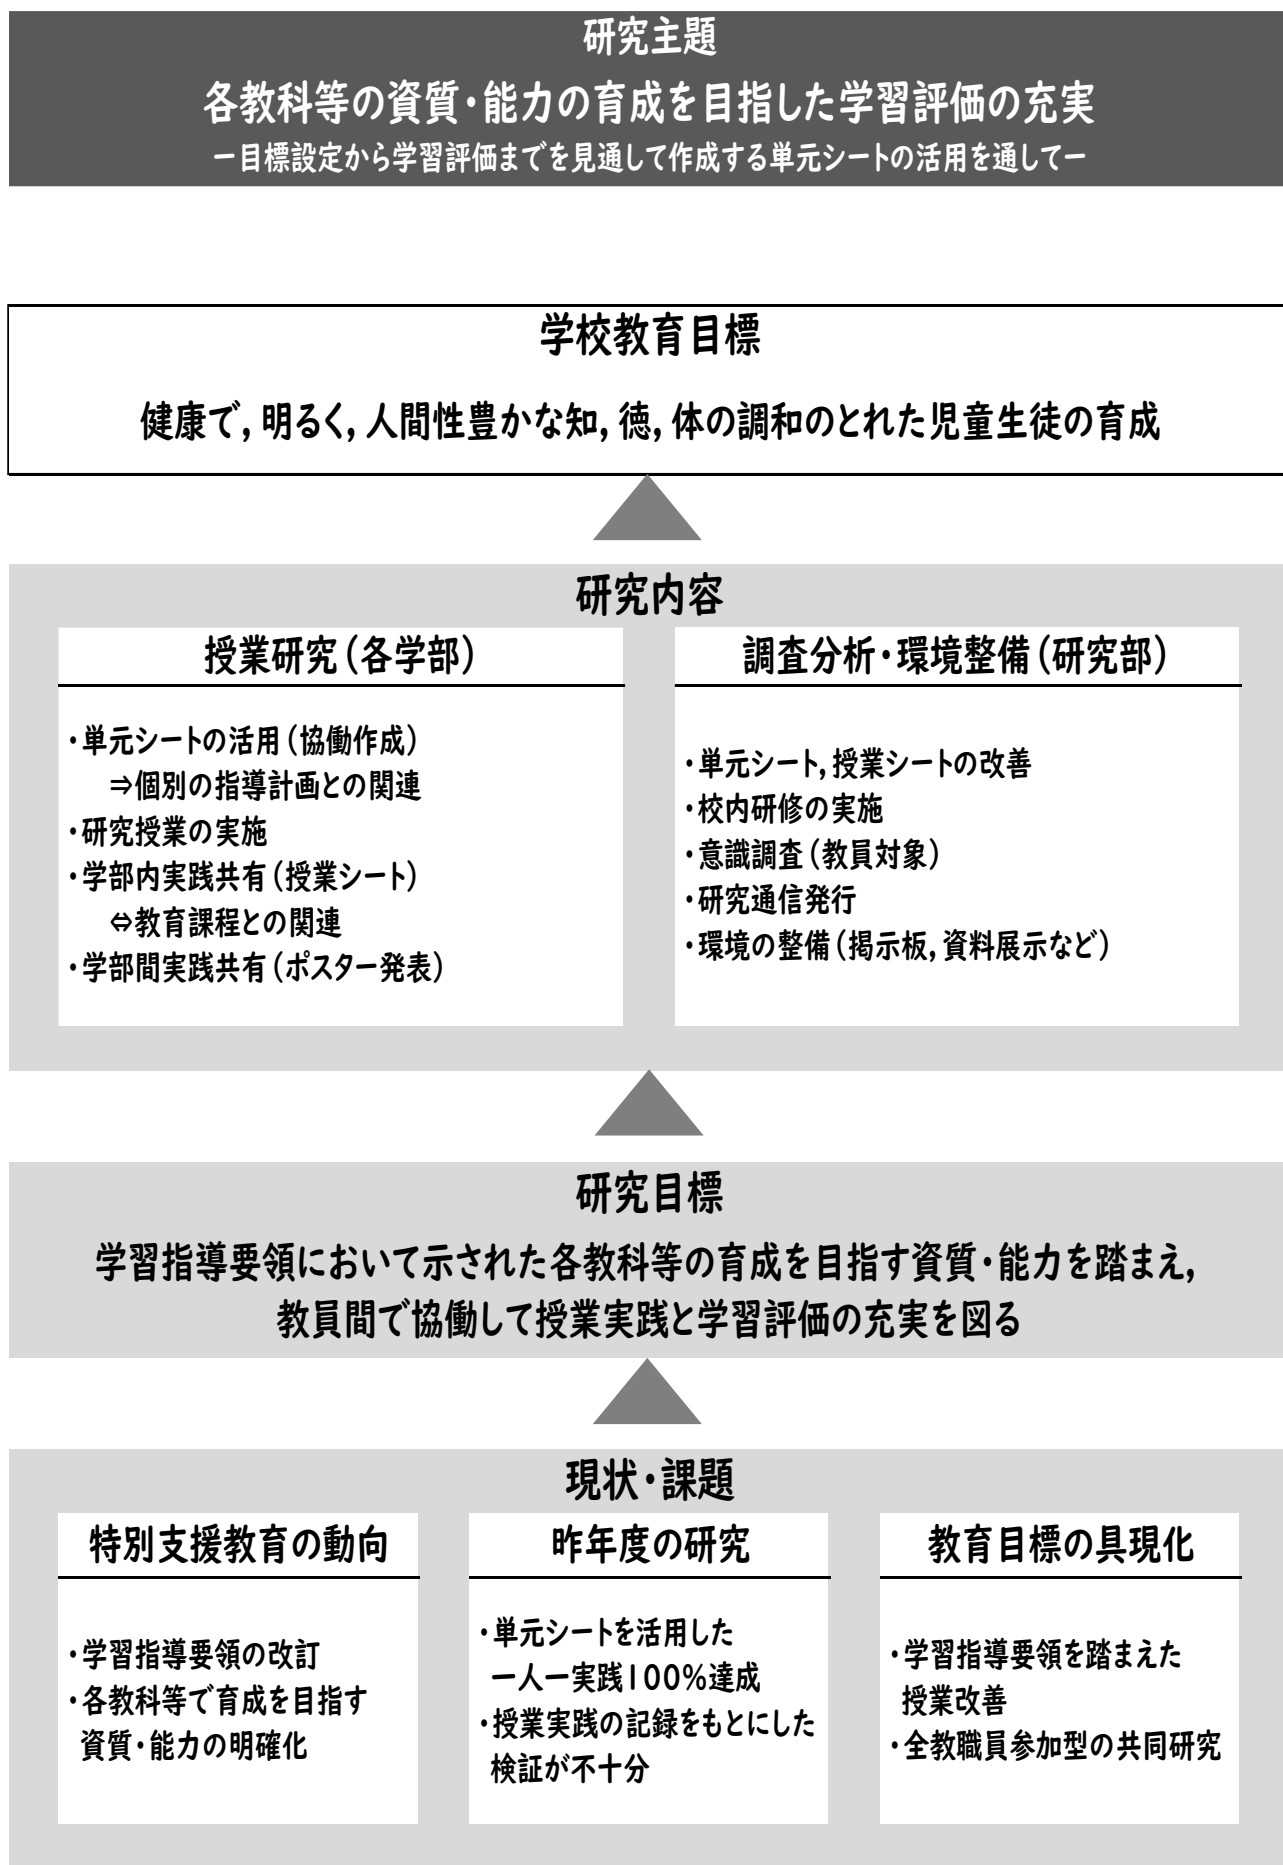 研究主題
各教科等の資質・能力の育成を目指した学習評価の充実
ー目標設定から学習評価までを見通して作成する単元シートの活用を通してー
学校教育目標
健康で,明るく,人間性豊かな知,徳,体の調和のとれた児童生徒の育成
研究内容
授業研究(各学部)
・単元シートの活用(協働作成)
⇒個別の指導計画との関連
・研究授業の実施
・学部内実践共有(授業シート)
⇔教育課程との関連
・学部間実践共有(ポスター発表)
調査分析・環境整備(研究部)
・単元シート,授業シートの改善
・校内研修の実施
・意識調査(教員対象)
・研究通信発行
・環境の整備(掲示板,資料展示など)
研究目標
学習指導要領において示された各教科等の育成を目指す資質・能力を踏まえ,
教員間で協働して授業実践と学習評価の充実を図る
現状・課題
特別支援教育の動向
・学習指導要領の改訂
・各教科等で育成を目指す
資質・能力の明確化
昨年度の研究
・単元シートを活用した
一人一実践100%達成
・授業実践の記録をもとにした
検証が不十分
教育目標の具現化
・学習指導要領を踏まえた
授業改善
・全教職員参加型の共同研究